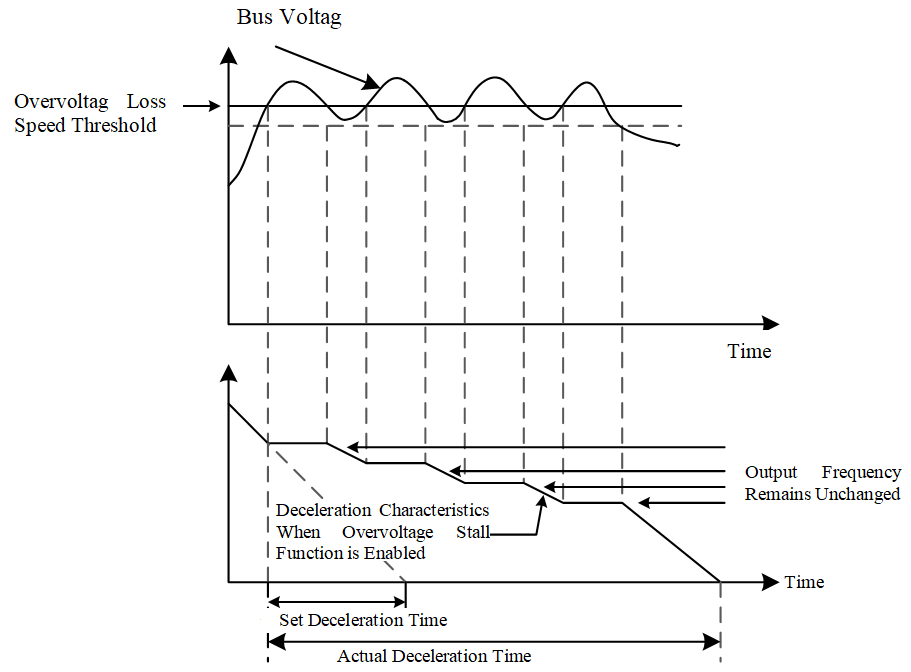 Bus Voltag
Overvoltag Loss
Speed Threshold
Time
Output Frequency
Remains Unchanged
Deceleration Characteristics
When Overvoltage Stall
Function is Enabled
Time
Set Deceleration Time
Actual Deceleration Time